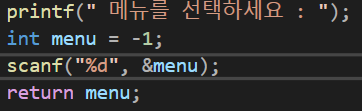 printf(" 메뉴를 선택하세요 : ");
int menu = -1;
scanf("%d", &menu);
return menu;